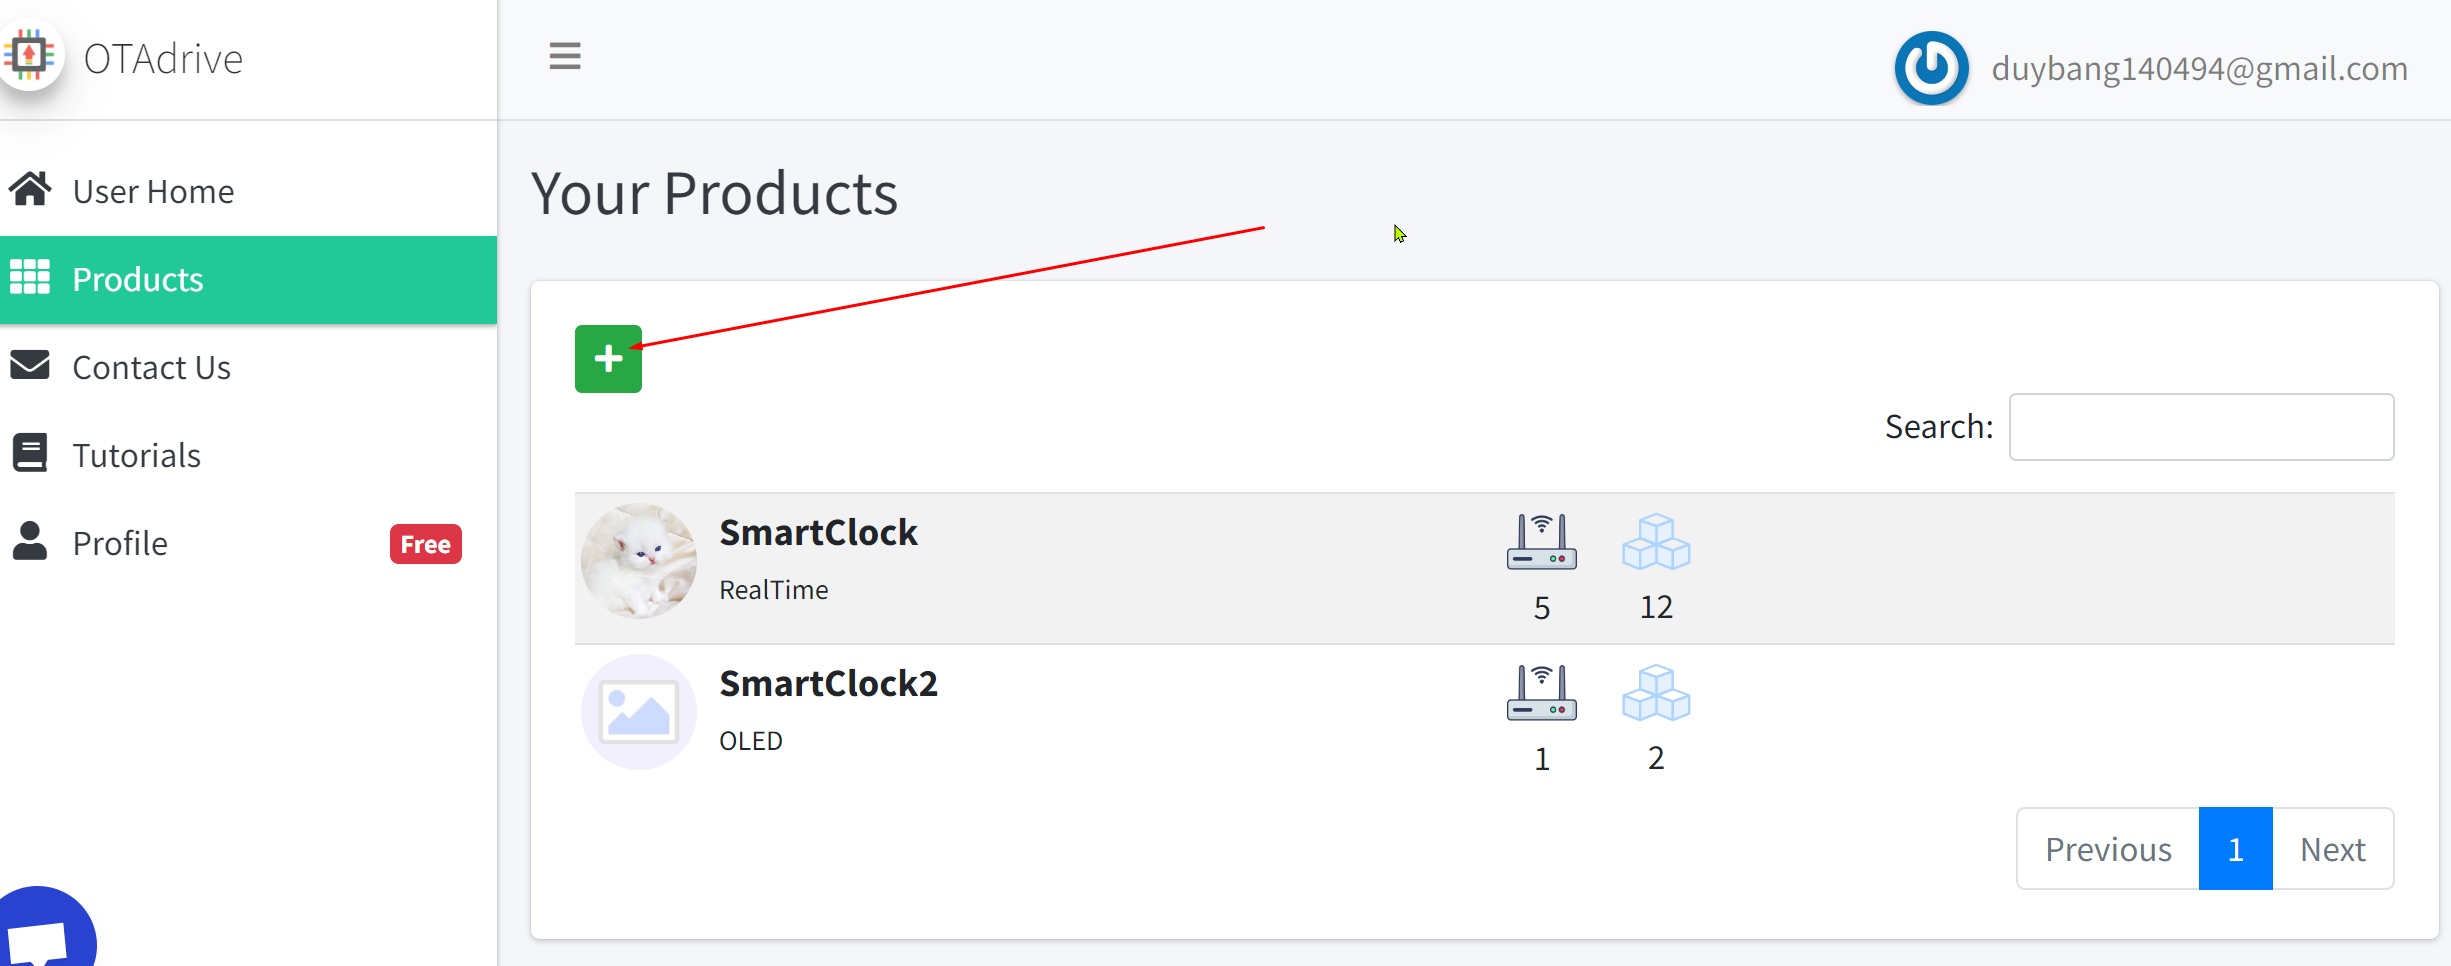 OTAdrive
duybang140494@gmail.com
User Home
Products
Contact Us
Tutorials
Profile
Free
Your Products
Search:
SmartClock
RealTime
5
12
SmartClock2
OLED
1
2
Previous
1
Next